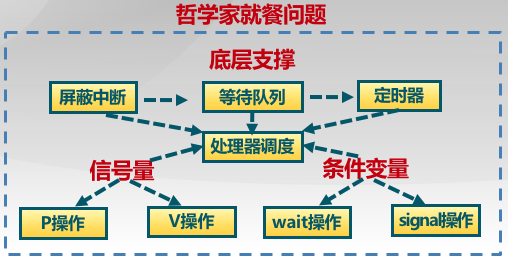 哲学家就餐问题
底层支撑
屏蔽中断
等待队列
定时器
处理器调度
信号量
条件变量
P操作
V操作
wait操作
signal操作